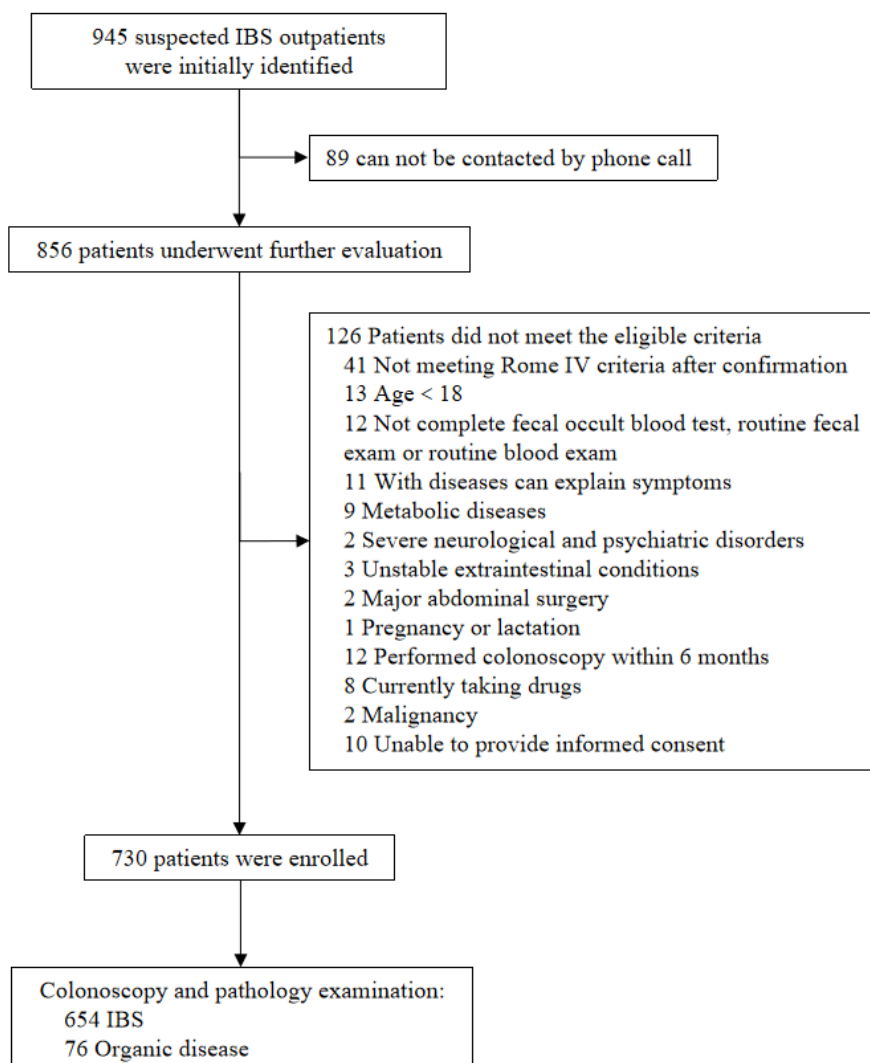 945 suspected IBS outpatients
were initially identified
89 can not be contacted by phone call
856 patients underwent further evaluation
126 Patients did not meet the eligible criteria
41 Not meeting Rome IV criteria after confirmation
13 Age < 18
12 Not complete fecal occult blood test, routine fecal
exam or routine blood exam
11 With diseases can explain symptoms
9 Metabolic diseases
2 Severe neurological and psychiatric disorders
3 Unstable extraintestinal conditions
2 Major abdominal surgery
1 Pregnancy or lactation
12 Performed colonoscopy within 6 months
8 Currently taking drugs
2 Malignancy
10 Unable to provide informed consent
730 patients were enrolled
Colonoscopy and pathology examination:
654 IBS
76 Organic disease